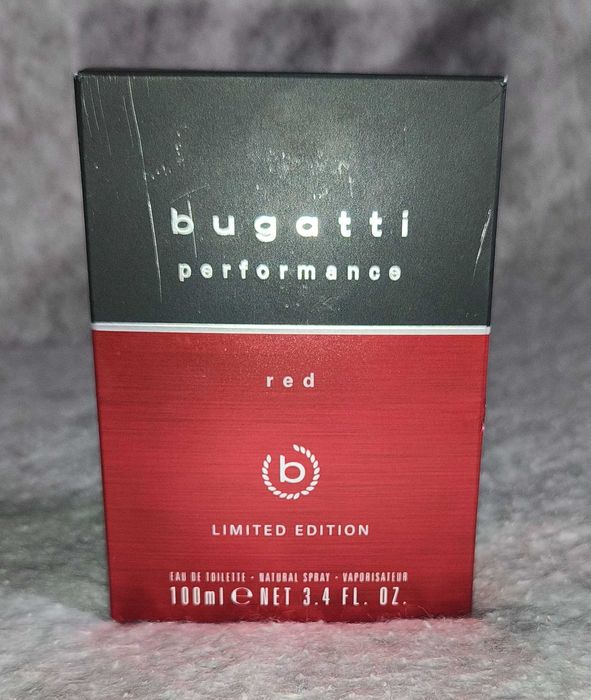 bugatti
performance
red
b
LIMITED EDITION
EAU DE TOILETTE · NATURAL SPRAY · VAPORISATEUR
100ml ℮ NET 3.4 FL. OZ.